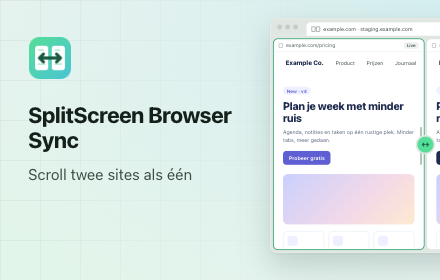 SplitScreen Browser
Sync
Scroll twee sites als één
example.com · staging.example.com
example.com/pricing
Live
Example Co.
Product
Prijzen
Journaal
New · v1
Plan je week met minder
ruis
Agenda, notities en taken op één rustige plek. Minder
tabs, meer gedaan.
Probeer gratis